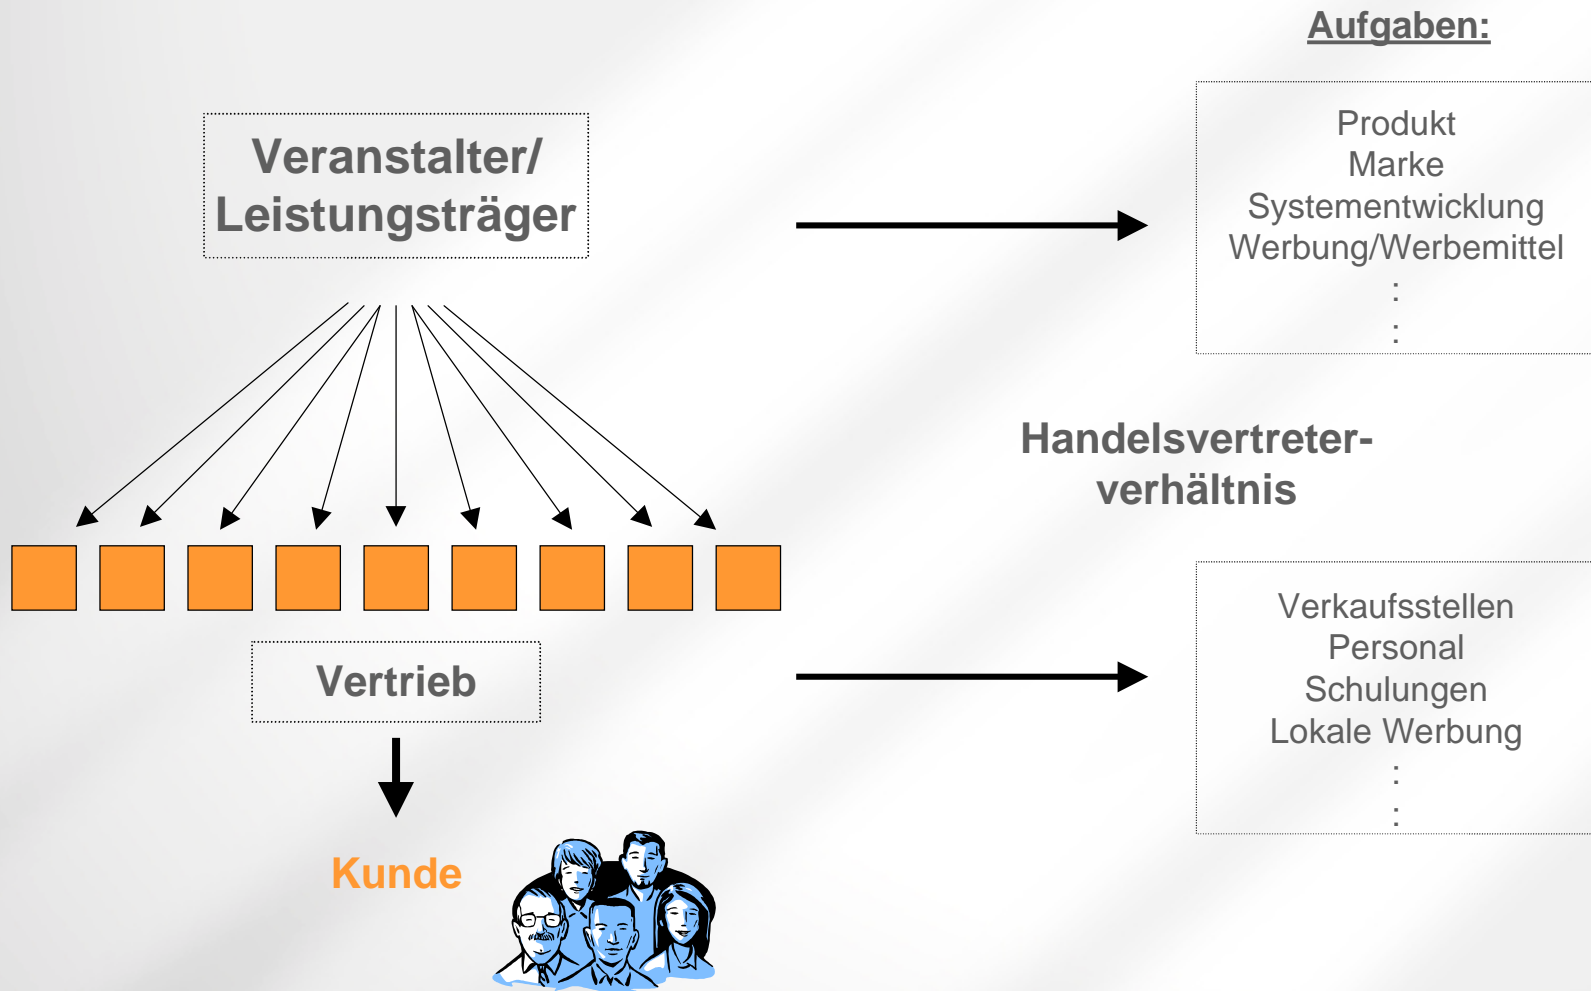 Aufgaben:
Veranstalter/
Leistungsträger
Produkt
Marke
Systementwicklung
Werbung/Werbemittel
:
:
Handelsvertreter-
verhältnis
Vertrieb
Verkaufsstellen
Personal
Schulungen
Lokale Werbung
:
:
Kunde